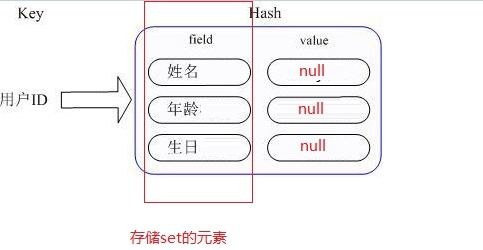 Key Hash
field value
姓名 null
用户ID 年龄 null
生日 null
存储set的元素